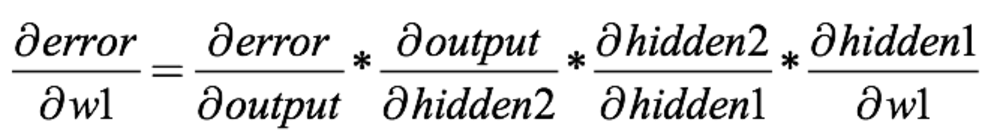 ∂error/∂w1 = ∂error/∂output * ∂output/∂hidden2 * ∂hidden2/∂hidden1 * ∂hidden1/∂w1